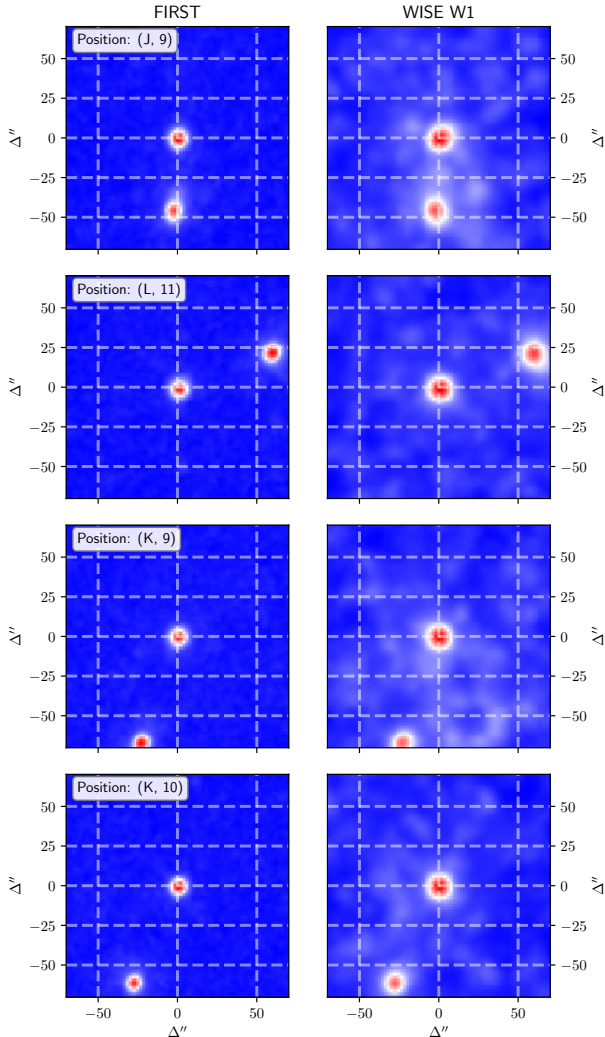 FIRST WISE W1
Position: (J, 9)
50 50
25 25
Δ″ 0 0 Δ″
−25 −25
−50 −50
Position: (L, 11)
50 50
25 25
Δ″ 0 0 Δ″
−25 −25
−50 −50
Position: (K, 9)
50 50
25 25
Δ″ 0 0 Δ″
−25 −25
−50 −50
Position: (K, 10)
50 50
25 25
Δ″ 0 0 Δ″
−25 −25
−50 −50
−50 0 50 −50 0 50
Δ″ Δ″